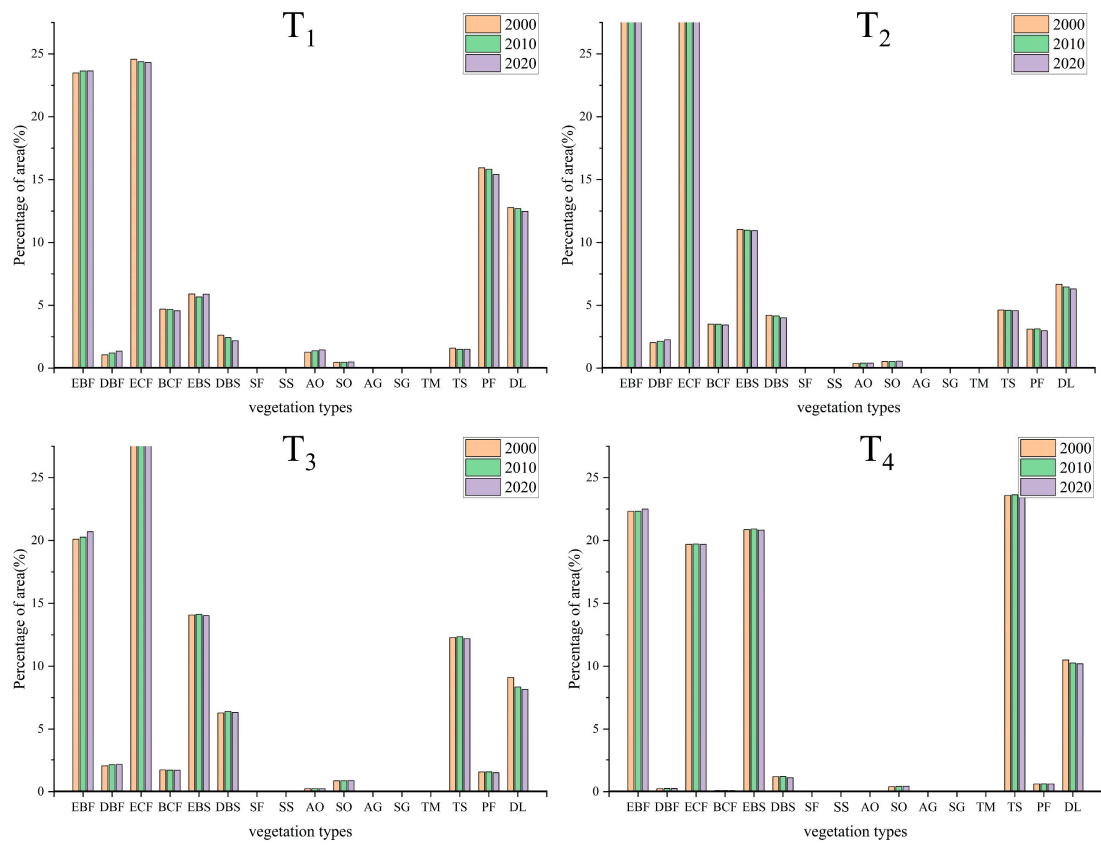 T1
2000
2010
2020
Percentage of area(%)
25
20
15
10
5
0
EBF DBF ECF BCF EBS DBS SF SS AO SO AG SG TM TS PF DL
vegetation types
T2
2000
2010
2020
Percentage of area(%)
25
20
15
10
5
0
EBF DBF ECF BCF EBS DBS SF SS AO SO AG SG TM TS PF DL
vegetation types
T3
2000
2010
2020
Percentage of area(%)
25
20
15
10
5
0
EBF DBF ECF BCF EBS DBS SF SS AO SO AG SG TM TS PF DL
vegetation types
T4
2000
2010
2020
Percentage of area(%)
25
20
15
10
5
0
EBF DBF ECF BCF EBS DBS SF SS AO SO AG SG TM TS PF DL
vegetation types